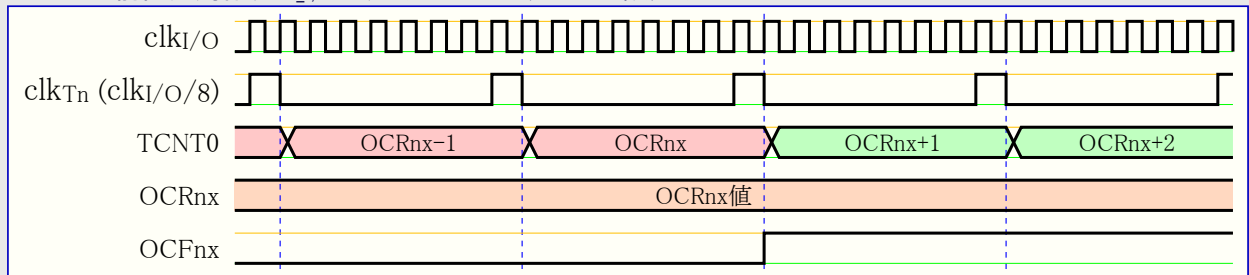 clkI/O
clkTn (clkI/O/8)
TCNT0 OCRnx-1 OCRnx OCRnx+1 OCRnx+2
OCRnx OCRnx値
OCFnx